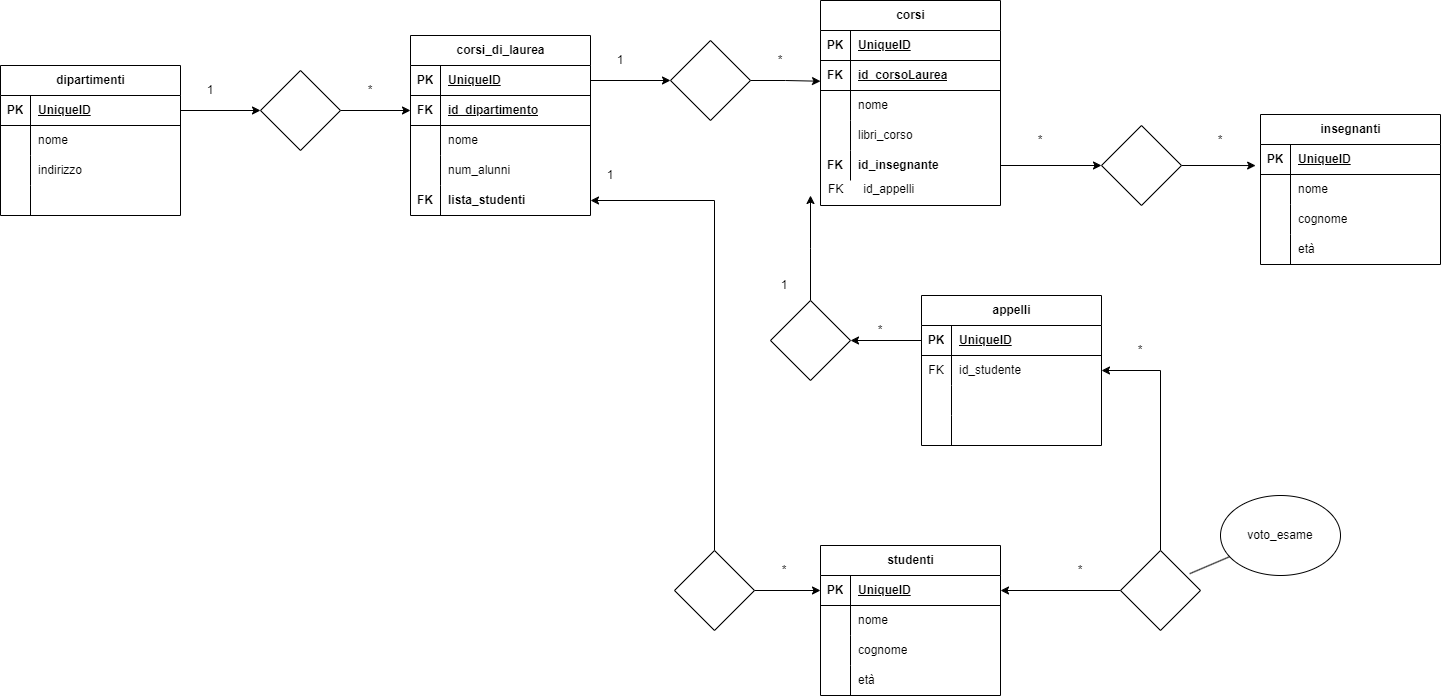 dipartimenti
PK UniqueID
nome
indirizzo
1
*
corsi_di_laurea
PK UniqueID
FK id_dipartimento
nome
num_alunni
FK lista_studenti
1
*
corsi
PK UniqueID
FK id_corsoLaurea
nome
libri_corso
FK id_insegnante
FK id_appelli
*
*
insegnanti
PK UniqueID
nome
cognome
età
1
1
*
appelli
PK UniqueID
FK id_studente
*
*
studenti
PK UniqueID
nome
cognome
età
*
voto_esame